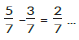 5/7 - 3/7 = 2/7 ...